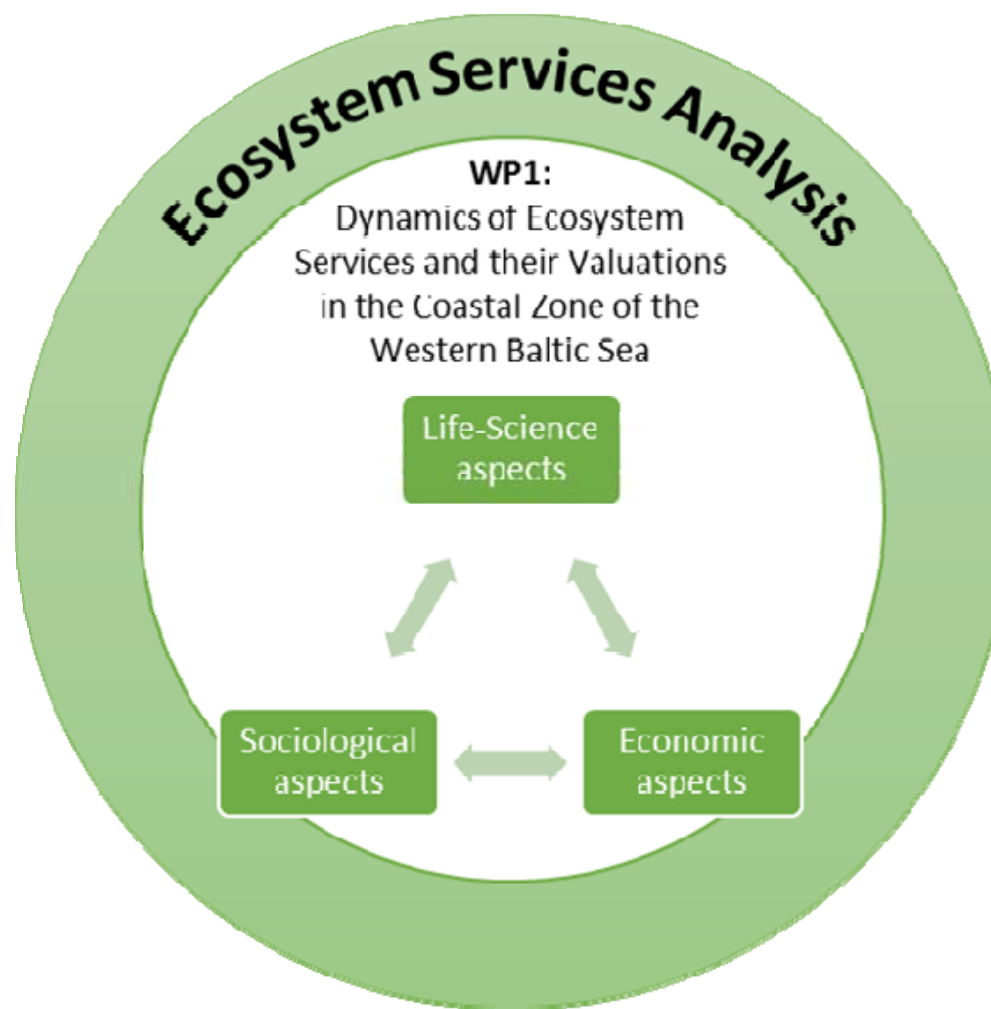 Ecosystem Services Analysis
WP1:
Dynamics of Ecosystem
Services and their Valuations
in the Coastal Zone of the
Western Baltic Sea
Life-Science
aspects
Sociological
aspects
Economic
aspects